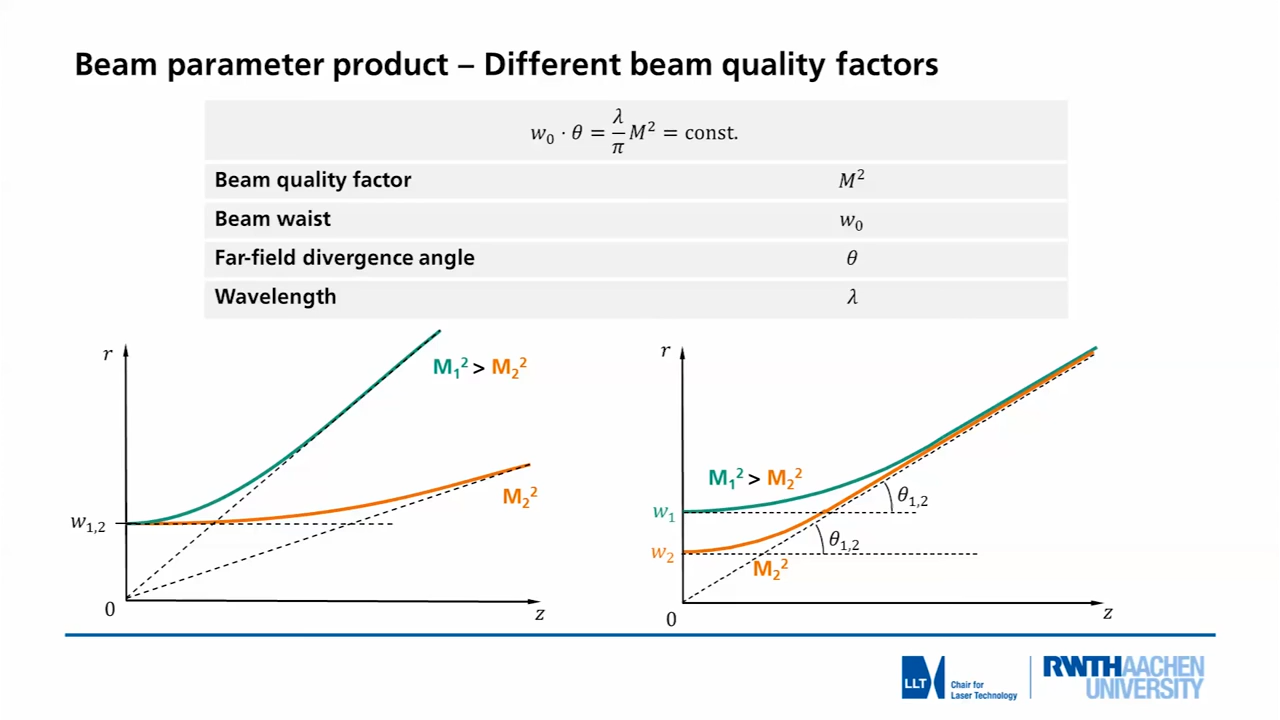 Beam parameter product – Different beam quality factors
w₀ · θ = λ/π M² = const.
Beam quality factor M²
Beam waist w₀
Far-field divergence angle θ
Wavelength λ
r
M₁² > M₂²
M₂²
w₁,₂
0
z
r
M₁² > M₂²
θ₁,₂
w₁
θ₁,₂
w₂
M₂²
0
z
LLT
Chair for
Laser Technology
RWTH AACHEN
UNIVERSITY